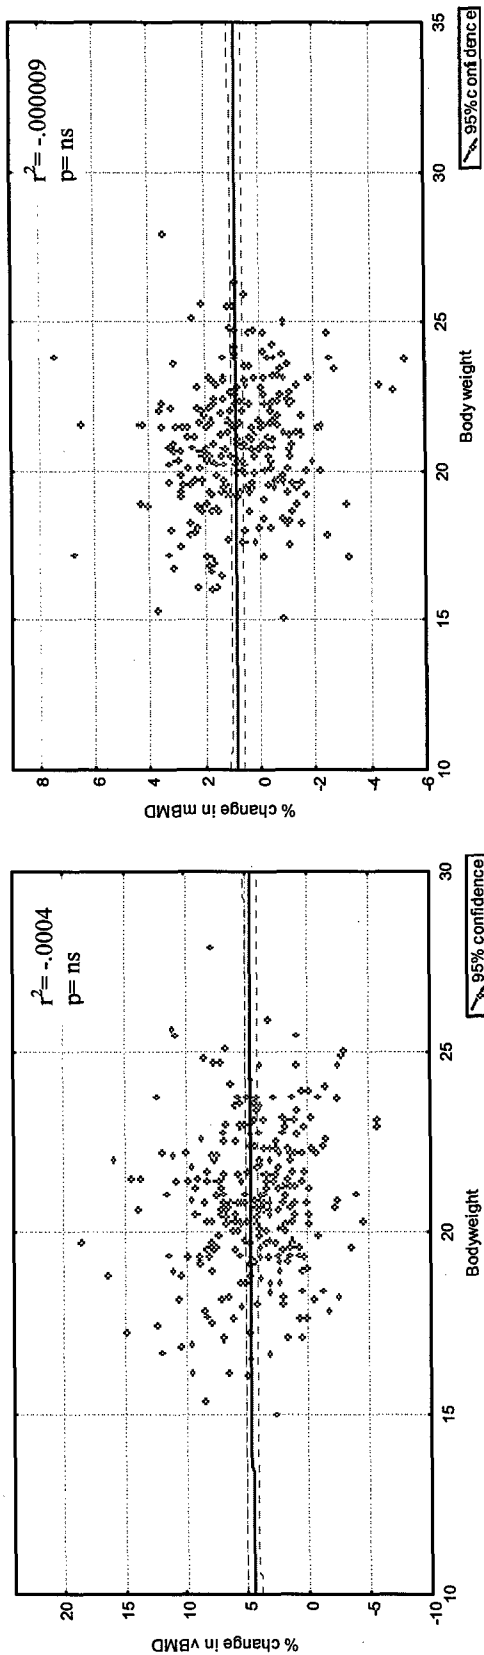 r²= -.0004
p= ns
20
15
10
5
0
-5
-10
% change in vBMD
10
15
20
25
30
Bodyweight
95% confidence
r²= -.000009
p= ns
8
6
4
2
0
-2
-4
-6
% change in mBMD
10
15
20
25
30
35
Body weight
95% confidence